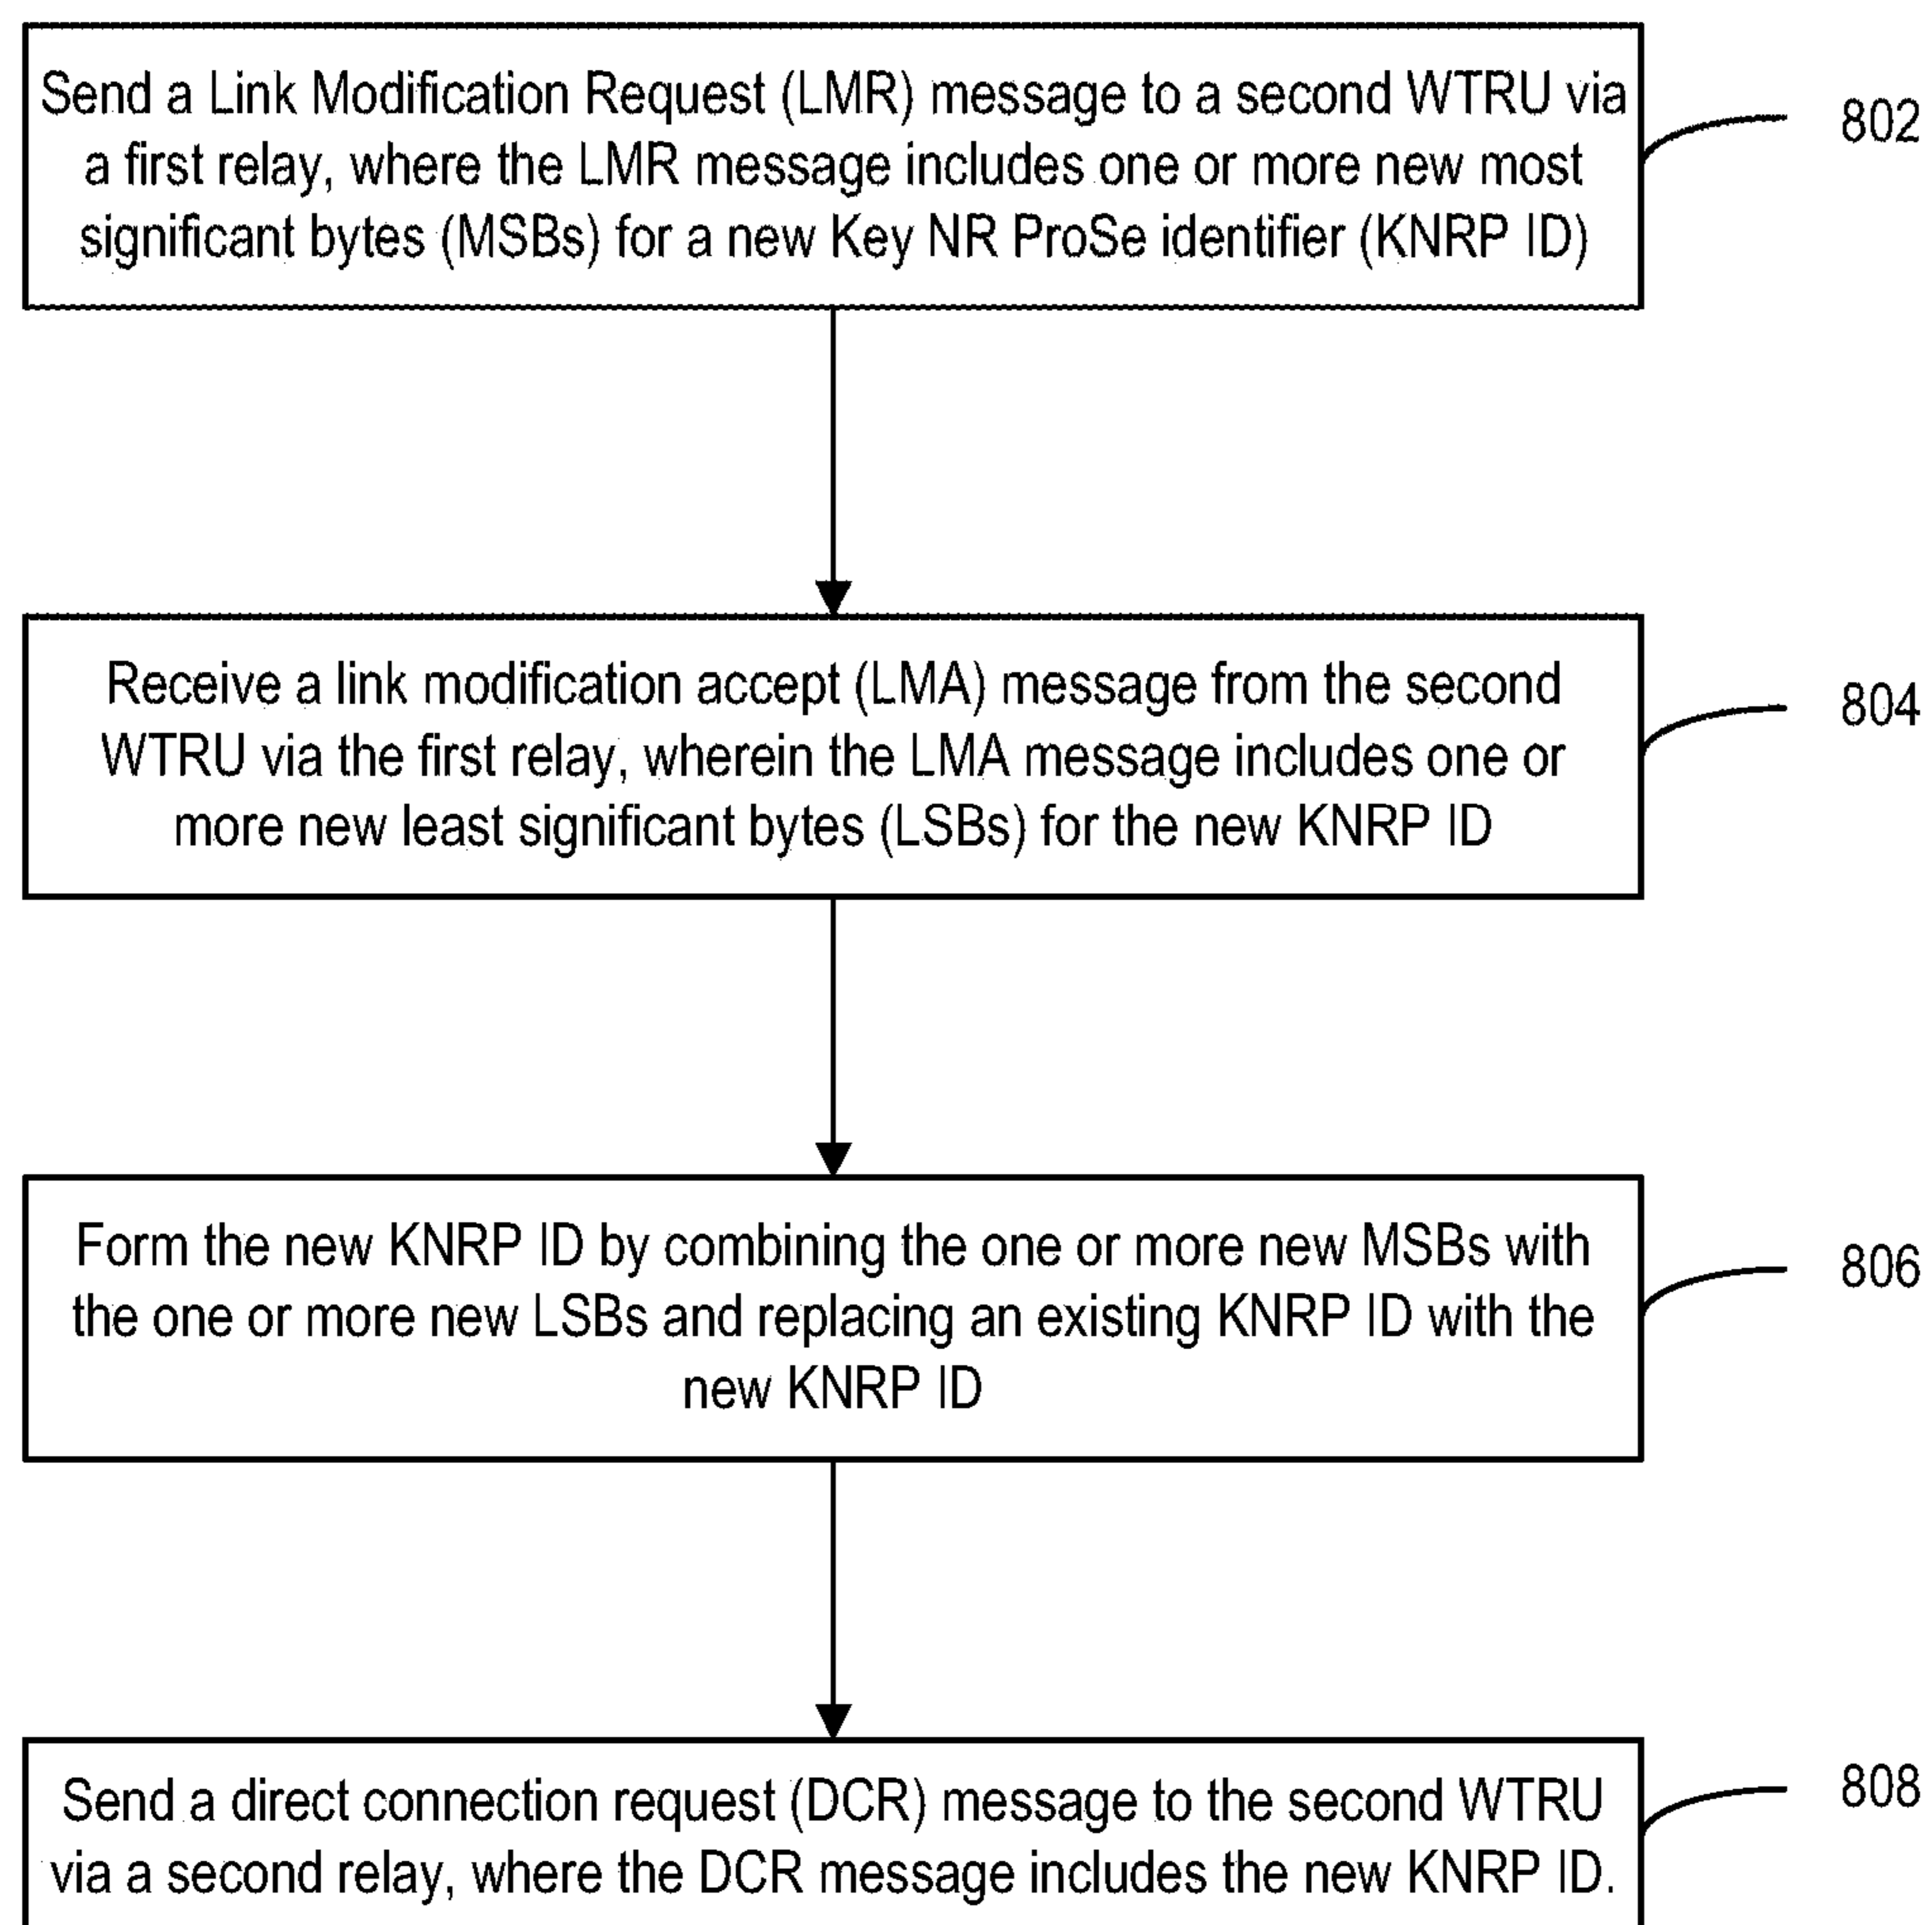 Send a Link Modification Request (LMR) message to a second WTRU via
a first relay, where the LMR message includes one or more new most
significant bytes (MSBs) for a new Key NR ProSe identifier (KNRP ID)
802
Receive a link modification accept (LMA) message from the second
WTRU via the first relay, wherein the LMA message includes one or
more new least significant bytes (LSBs) for the new KNRP ID
804
Form the new KNRP ID by combining the one or more new MSBs with
the one or more new LSBs and replacing an existing KNRP ID with the
new KNRP ID
806
Send a direct connection request (DCR) message to the second WTRU
via a second relay, where the DCR message includes the new KNRP ID.
808